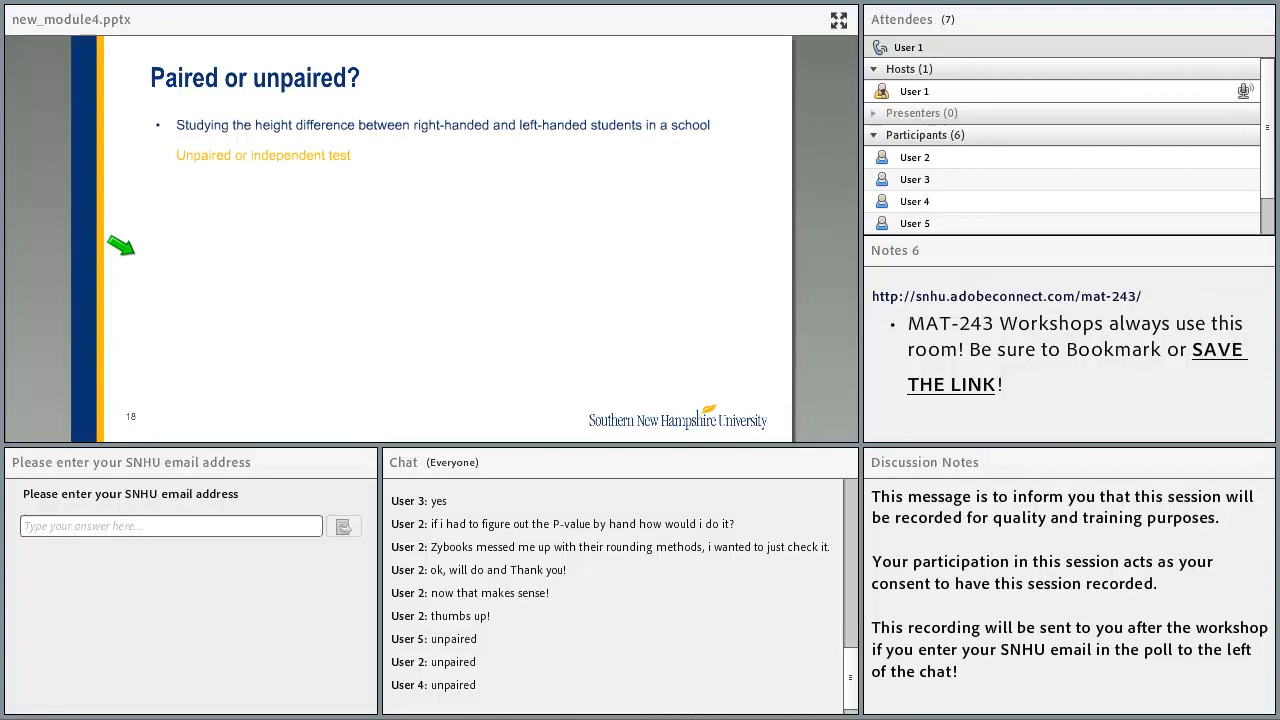 new_module4.pptx
Paired or unpaired?
• Studying the height difference between right-handed and left-handed students in a school
Unpaired or independent test
18
Southern New Hampshire University
Attendees (7)
User 1
Hosts (1)
User 1
Presenters (0)
Participants (6)
User 2
User 3
User 4
User 5
Notes 6
http://snhu.adobeconnect.com/mat-243/
• MAT-243 Workshops always use this
room! Be sure to Bookmark or SAVE
THE LINK!
Please enter your SNHU email address
Please enter your SNHU email address
Type your answer here...
Chat (Everyone)
User 3: yes
User 2: if i had to figure out the P-value by hand how would i do it?
User 2: Zybooks messed me up with their rounding methods, i wanted to just check it.
User 2: ok, will do and Thank you!
User 2: now that makes sense!
User 2: thumbs up!
User 5: unpaired
User 2: unpaired
User 4: unpaired
Discussion Notes
This message is to inform you that this session will
be recorded for quality and training purposes.
Your participation in this session acts as your
consent to have this session recorded.
This recording will be sent to you after the workshop
if you enter your SNHU email in the poll to the left
of the chat!